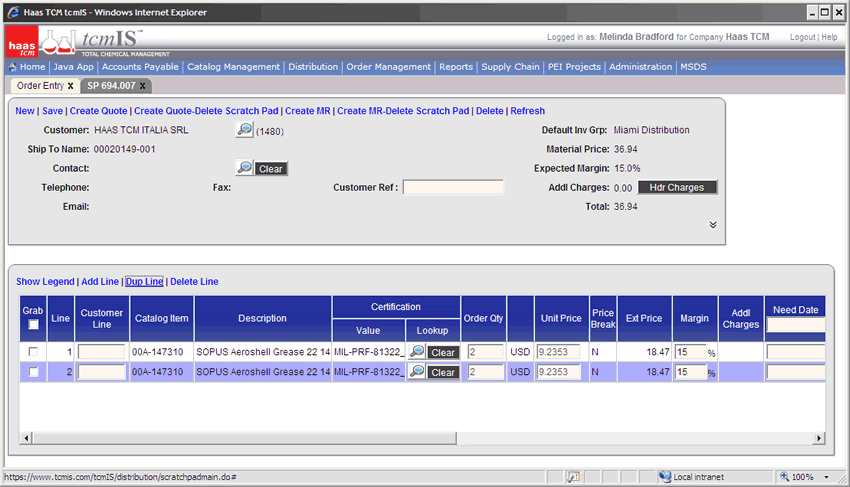 Haas TCM tcmIS - Windows Internet Explorer
haas tcm
tcmIS™
TOTAL CHEMICAL MANAGEMENT
Logged in as: Melinda Bradford for Company Haas TCM Logout | Help
Home | Java App | Accounts Payable | Catalog Management | Distribution | Order Management | Reports | Supply Chain | PEI Projects | Administration | MSDS
Order Entry X SP 694.007 X
New | Save | Create Quote | Create Quote-Delete Scratch Pad | Create MR | Create MR-Delete Scratch Pad | Delete | Refresh
Customer: HAAS TCM ITALIA SRL (1480) Default Inv Grp: Miami Distribution
Ship To Name: 00020149-001 Material Price: 36.94
Contact: Clear Expected Margin: 15.0%
Telephone: Fax: Customer Ref : Addl Charges: 0.00 Hdr Charges
Email: Total: 36.94
Show Legend | Add Line | Dup Line | Delete Line
Grab Line Customer Line Catalog Item Description Certification Value Lookup Order Qty Unit Price Price Break Ext Price Margin Addl Charges Need Date
1 00A-147310 SOPUS Aeroshell Grease 22 14 MIL-PRF-81322_ Clear 2 USD 9.2353 N 18.47 15 %
2 00A-147310 SOPUS Aeroshell Grease 22 14 MIL-PRF-81322_ Clear 2 USD 9.2353 N 18.47 15 %
https://www.tcmis.com/tcmIS/distribution/scratchpadmain.do# Local intranet 100%